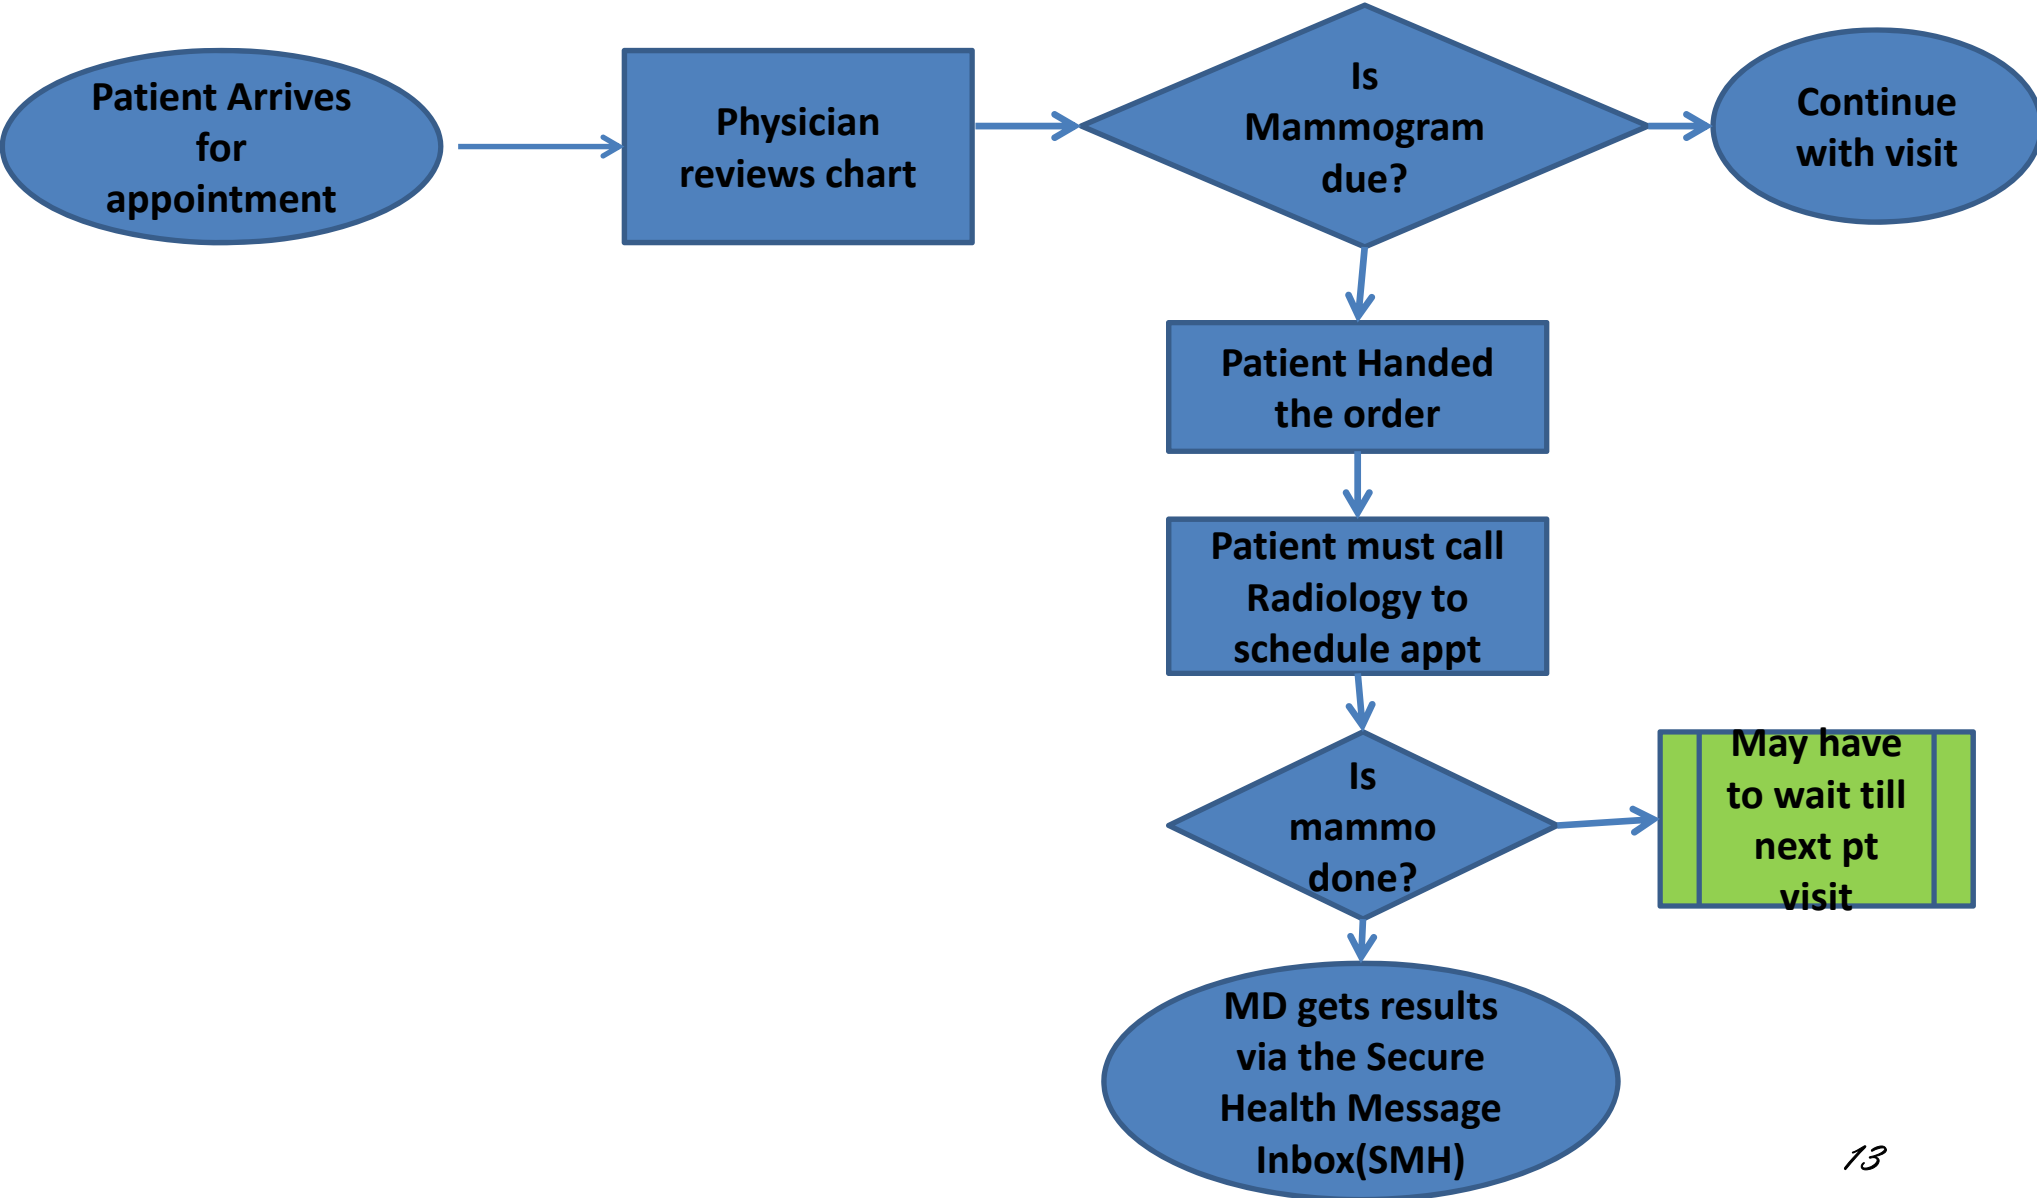 Patient Arrives
for
appointment
Physician
reviews chart
Is
Mammogram
due?
Continue
with visit
Patient Handed
the order
Patient must call
Radiology to
schedule appt
Is
mammo
done?
May have
to wait till
next pt
visit
MD gets results
via the Secure
Health Message
Inbox(SMH)
13